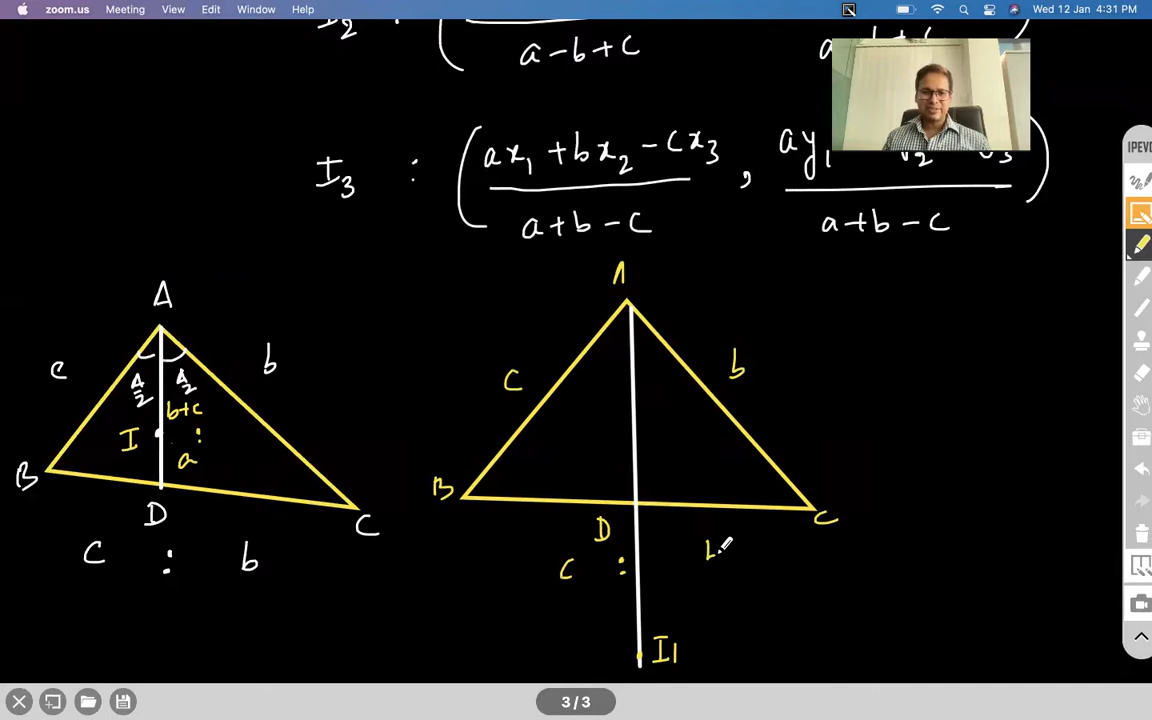 zoom.us Meeting View Edit Window Help Wed 12 Jan 4:31 PM
I2 :
a-b+c
I3 : (ax1 + bx2 - cx3 , ay1
a+b-c a+b-c)
A
A
c b
c b
A/2 A/2
b+c
I :
a
B
B
D
D
C
C
c : b
c :
I1
IPEVO
3 / 3